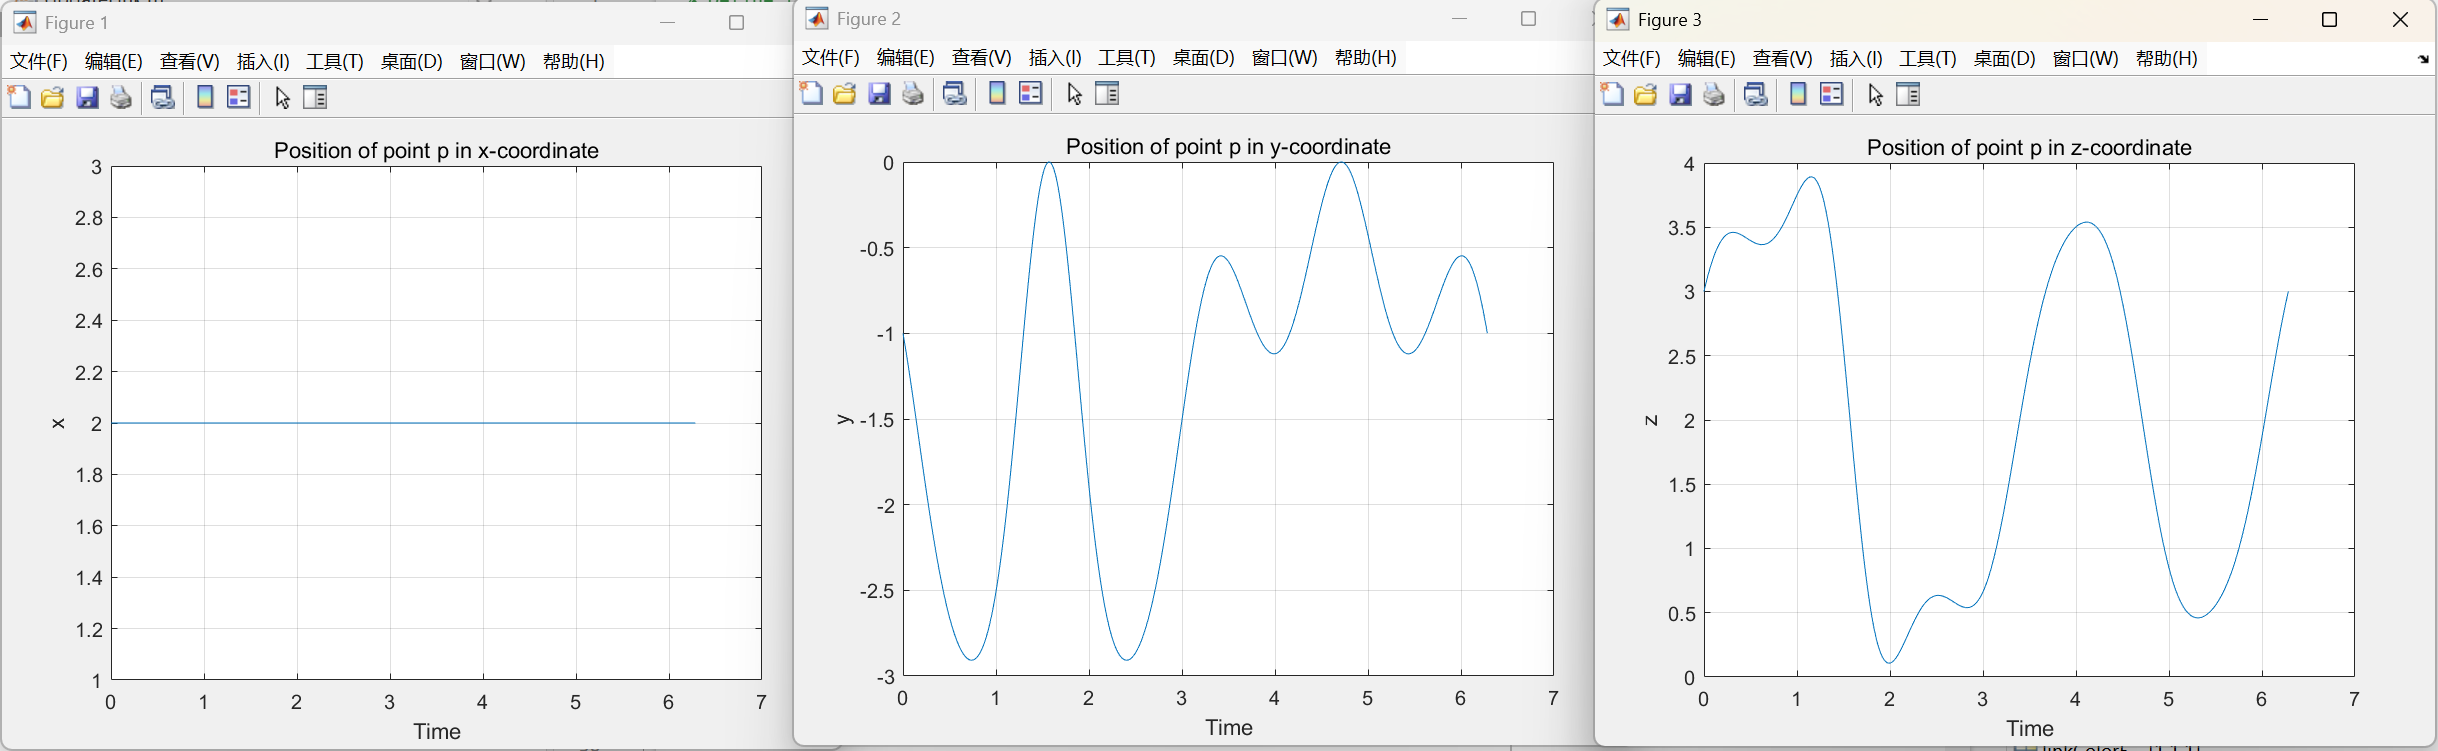 Figure 1
文件(F) 编辑(E) 查看(V) 插入(I) 工具(T) 桌面(D) 窗口(W) 帮助(H)
Position of point p in x-coordinate
3
2.8
2.6
2.4
2.2
2
1.8
1.6
1.4
1.2
1
x
0 1 2 3 4 5 6 7
Time
Figure 2
文件(F) 编辑(E) 查看(V) 插入(I) 工具(T) 桌面(D) 窗口(W) 帮助(H)
Position of point p in y-coordinate
0
-0.5
-1
-1.5
-2
-2.5
-3
y
0 1 2 3 4 5 6 7
Time
Figure 3
文件(F) 编辑(E) 查看(V) 插入(I) 工具(T) 桌面(D) 窗口(W) 帮助(H)
Position of point p in z-coordinate
4
3.5
3
2.5
2
1.5
1
0.5
0
z
0 1 2 3 4 5 6 7
Time